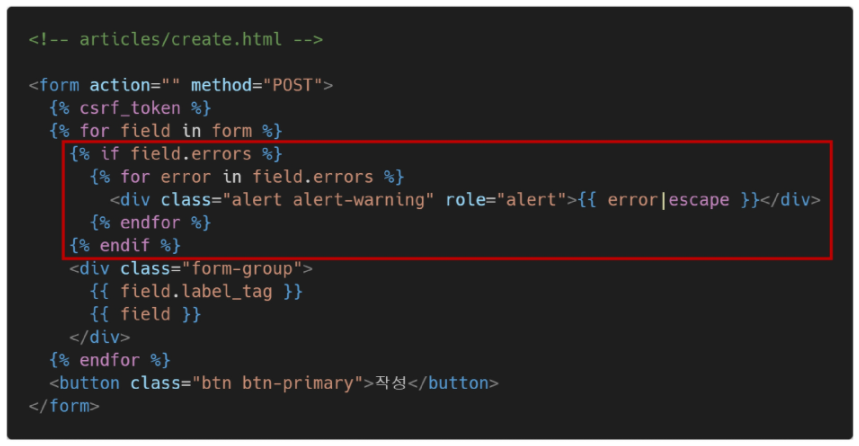 <!-- articles/create.html -->
<form action="" method="POST">
{% csrf_token %}
{% for field in form %}
{% if field.errors %}
{% for error in field.errors %}
<div class="alert alert-warning" role="alert">{{ error|escape }}</div>
{% endfor %}
{% endif %}
<div class="form-group">
{{ field.label_tag }}
{{ field }}
</div>
{% endfor %}
<button class="btn btn-primary">작성</button>
</form>